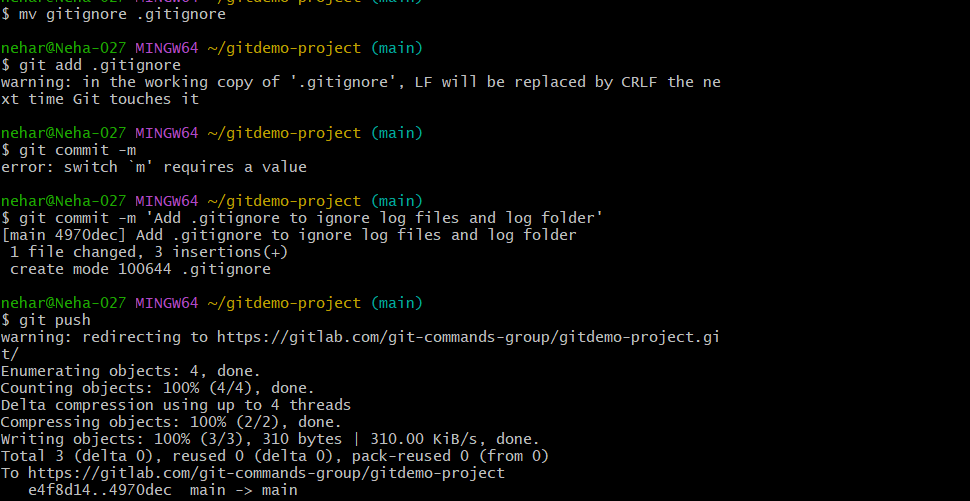 $ mv gitignore .gitignore
nehar@Neha-027 MINGW64 ~/gitdemo-project (main)
$ git add .gitignore
warning: in the working copy of '.gitignore', LF will be replaced by CRLF the ne
xt time Git touches it
nehar@Neha-027 MINGW64 ~/gitdemo-project (main)
$ git commit -m
error: switch `m' requires a value
nehar@Neha-027 MINGW64 ~/gitdemo-project (main)
$ git commit -m 'Add .gitignore to ignore log files and log folder'
[main 4970dec] Add .gitignore to ignore log files and log folder
 1 file changed, 3 insertions(+)
 create mode 100644 .gitignore
nehar@Neha-027 MINGW64 ~/gitdemo-project (main)
$ git push
warning: redirecting to https://gitlab.com/git-commands-group/gitdemo-project.gi
t/
Enumerating objects: 4, done.
Counting objects: 100% (4/4), done.
Delta compression using up to 4 threads
Compressing objects: 100% (2/2), done.
Writing objects: 100% (3/3), 310 bytes | 310.00 KiB/s, done.
Total 3 (delta 0), reused 0 (delta 0), pack-reused 0 (from 0)
To https://gitlab.com/git-commands-group/gitdemo-project
   e4f8d14..4970dec  main -> main